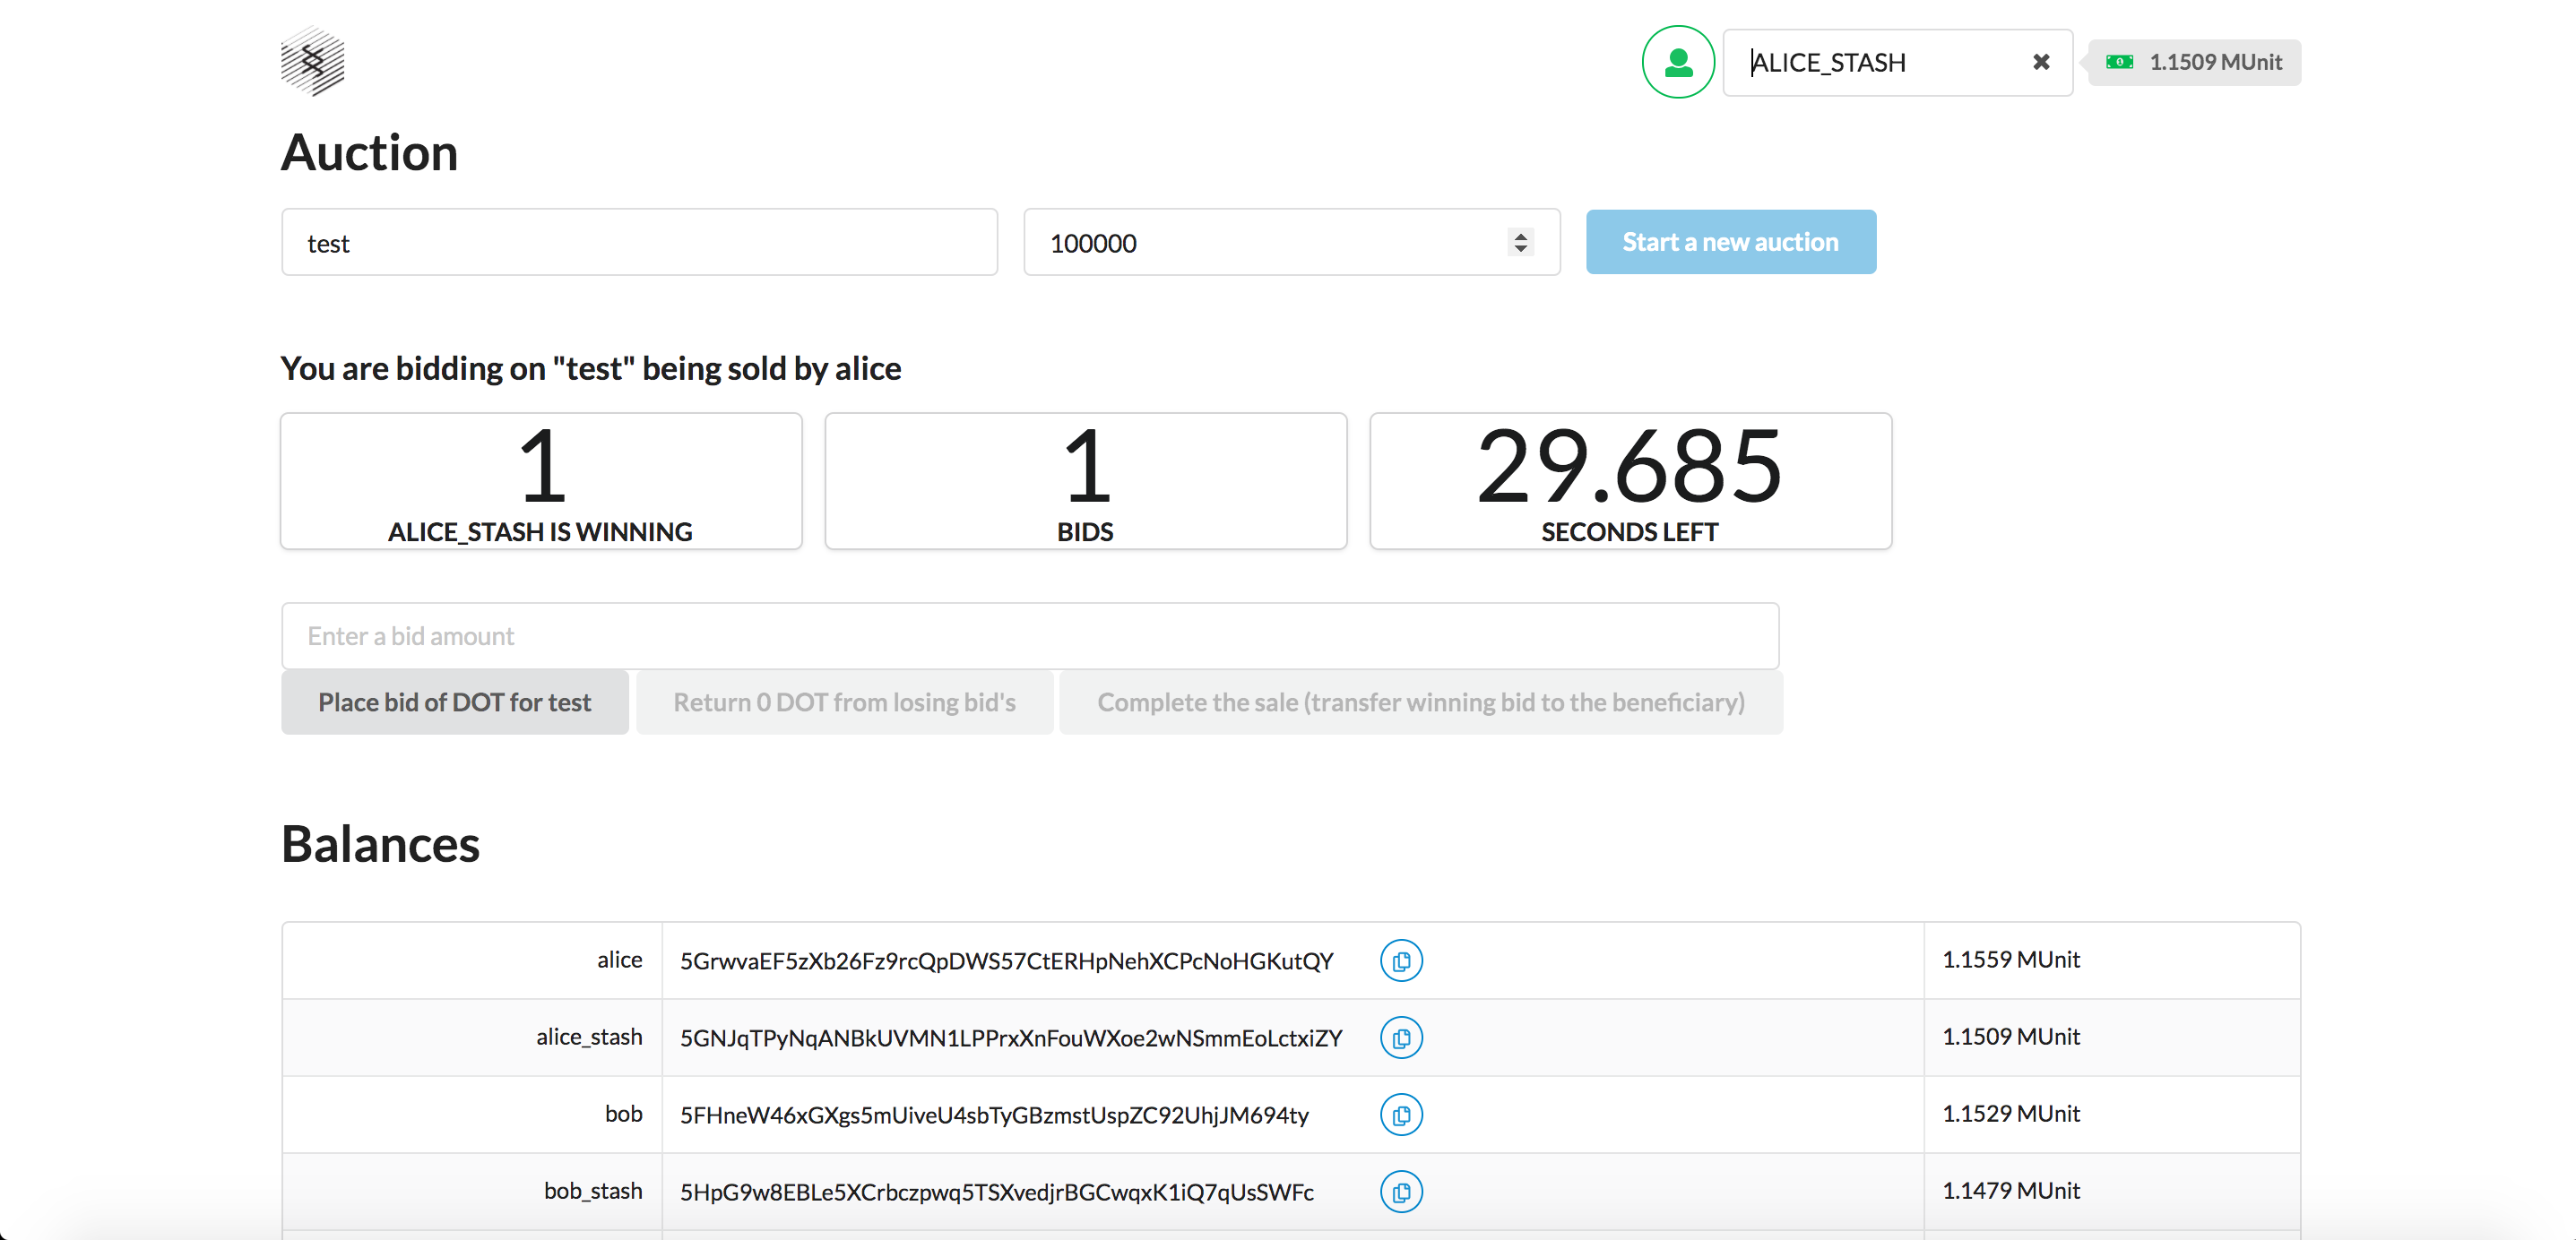 ALICE_STASH
1.1509 MUnit
Auction
test
100000
Start a new auction
You are bidding on "test" being sold by alice
1
ALICE_STASH IS WINNING
1
BIDS
29.685
SECONDS LEFT
Enter a bid amount
Place bid of DOT for test
Return 0 DOT from losing bid's
Complete the sale (transfer winning bid to the beneficiary)
Balances
alice 5GrwvaEF5zXb26Fz9rcQpDWS57CtERHpNehXCPcNoHGKutQY 1.1559 MUnit
alice_stash 5GNJqTPyNqANBkUVMN1LPPrxXnFouWXoe2wNSmmEoLctxiZY 1.1509 MUnit
bob 5FHneW46xGXgs5mUiveU4sbTyGBzmstUspZC92UhjJM694ty 1.1529 MUnit
bob_stash 5HpG9w8EBLe5XCrbczpwq5TSXvedjrBGCwqxK1iQ7qUsSWFc 1.1479 MUnit